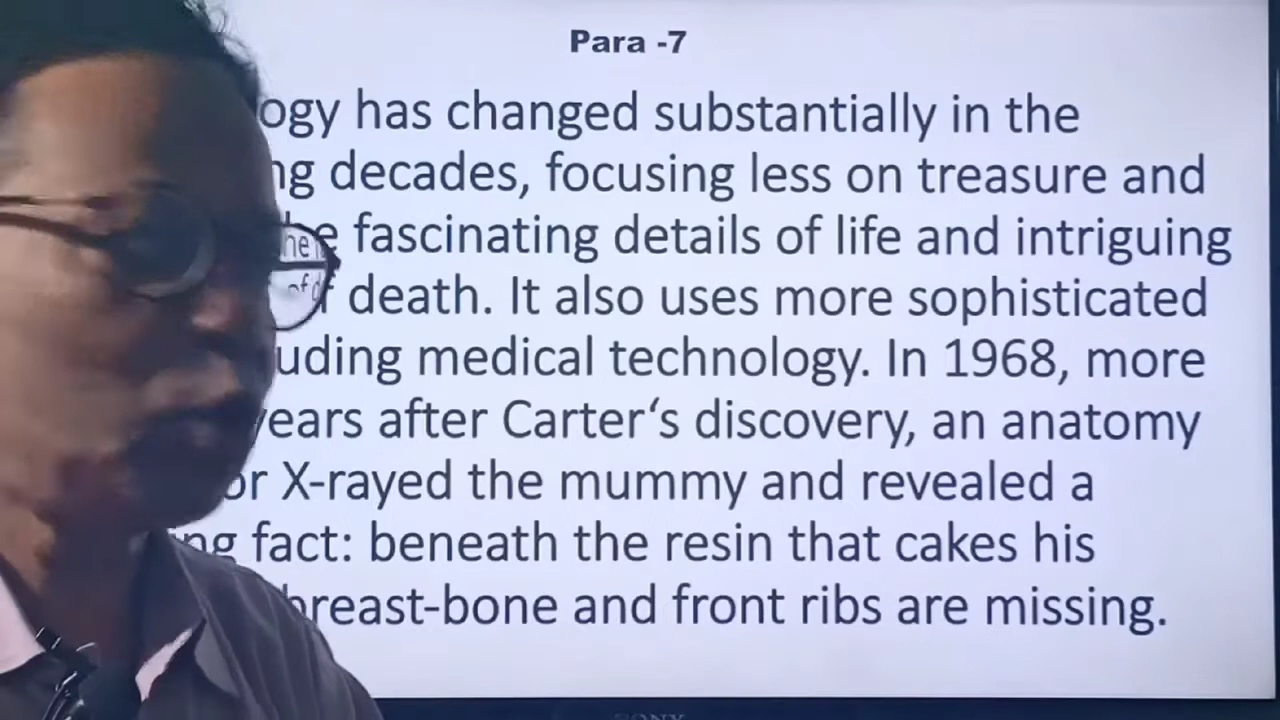 Para -7
ogy has changed substantially in the
ng decades, focusing less on treasure and
fascinating details of life and intriguing
death. It also uses more sophisticated
uding medical technology. In 1968, more
years after Carter‘s discovery, an anatomy
or X-rayed the mummy and revealed a
ing fact: beneath the resin that cakes his
breast-bone and front ribs are missing.
SONY